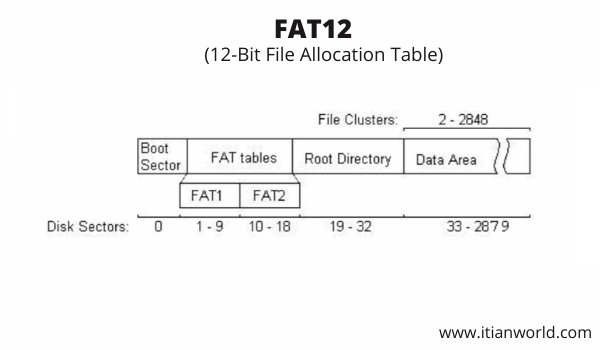 FAT12
(12-Bit File Allocation Table)
File Clusters: 2 - 2848
Boot Sector
FAT tables
Root Directory
Data Area
FAT1
FAT2
Disk Sectors: 0 1 - 9 10 - 18 19 - 32 33 - 2879
www.itianworld.com